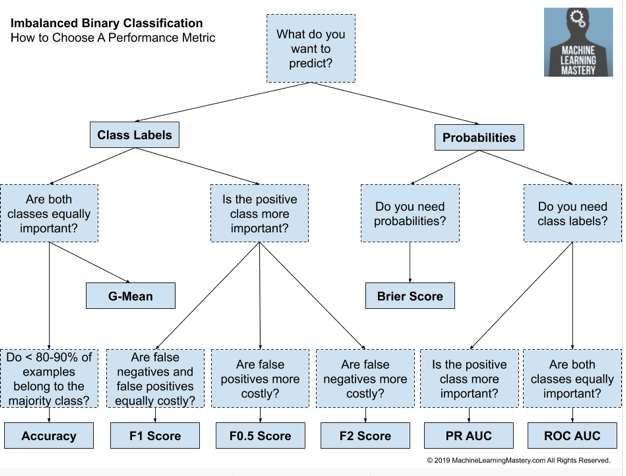 Imbalanced Binary Classification
How to Choose A Performance Metric
What do you
want to
predict?
MACHINE
LEARNING
MASTERY
Class Labels
Probabilities
Are both
classes equally
important?
Is the positive
class more
important?
Do you need
probabilities?
Do you need
class labels?
G-Mean
Brier Score
Do < 80-90% of
examples
belong to the
majority class?
Are false
negatives and
false positives
equally costly?
Are false
positives more
costly?
Are false
negatives more
costly?
Is the positive
class more
important?
Are both
classes equally
important?
Accuracy
F1 Score
F0.5 Score
F2 Score
PR AUC
ROC AUC
© 2019 MachineLearningMastery.com All Rights Reserved.